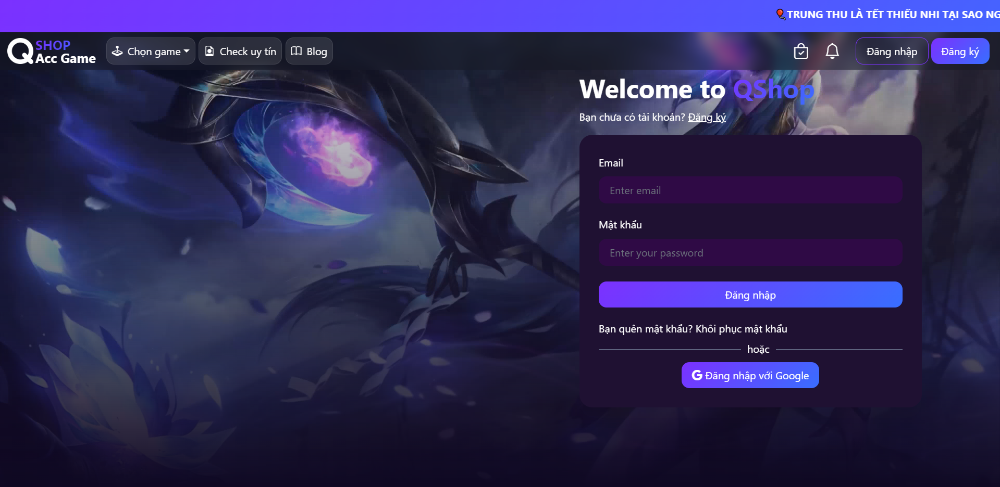 🎈TRUNG THU LÀ TẾT THIẾU NHI TẠI SAO NG
SHOP
Acc Game
Chọn game
Check uy tín
Blog
Đăng nhập
Đăng ký
Welcome to QShop
Bạn chưa có tài khoản? Đăng ký
Email
Enter email
Mật khẩu
Enter your password
Đăng nhập
Bạn quên mật khẩu? Khôi phục mật khẩu
hoặc
Đăng nhập với Google